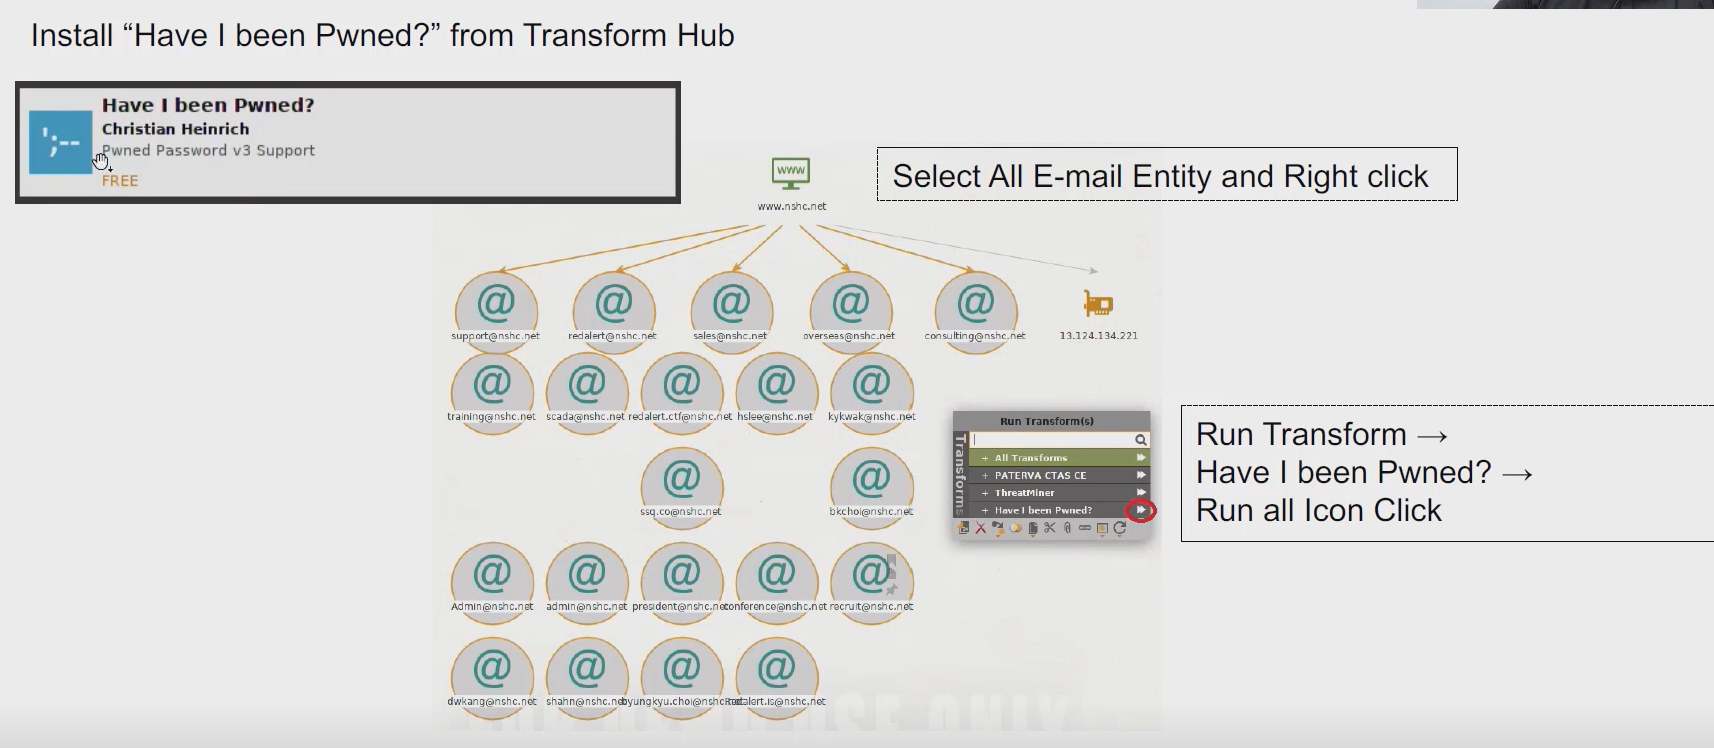 Install “Have I been Pwned?” from Transform Hub
';--
Have I been Pwned?
Christian Heinrich
Pwned Password v3 Support
FREE
WWW
www.nshc.net
Select All E-mail Entity and Right click
support@nshc.net
redalert@nshc.net
sales@nshc.net
overseas@nshc.net
consulting@nshc.net
13.124.134.221
training@nshc.net
scada@nshc.net
redalert.ctf@nshc.net
hslee@nshc.net
kykwak@nshc.net
Run Transform(s)
Transforms
+ All Transforms
+ PATERVA CTAS CE
+ ThreatMiner
+ Have I been Pwned?
Run Transform →
Have I been Pwned? →
Run all Icon Click
ssq.co@nshc.net
bkchoi@nshc.net
Admin@nshc.net
admin@nshc.net
president@nshc.net
conference@nshc.net
recruit@nshc.net
dwkang@nshc.net
shahn@nshc.net
byungkyu.choi@nshc.net
Redalert.is@nshc.net
USE ONLY